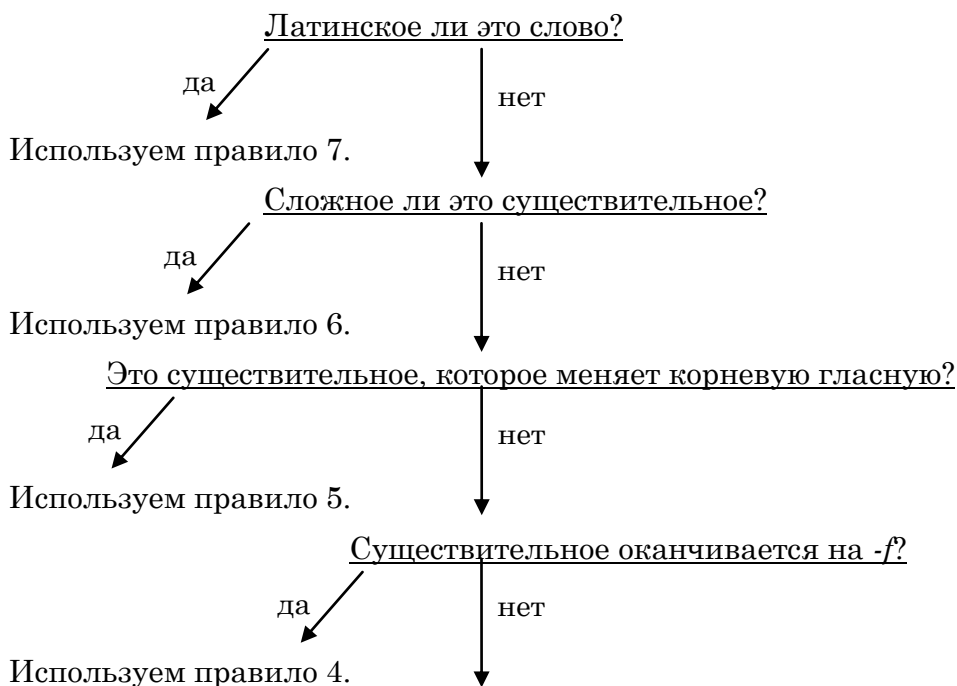 Латинское ли это слово?
да
нет
Используем правило 7.
Сложное ли это существительное?
да
нет
Используем правило 6.
Это существительное, которое меняет корневую гласную?
да
нет
Используем правило 5.
Существительное оканчивается на -f?
да
нет
Используем правило 4.